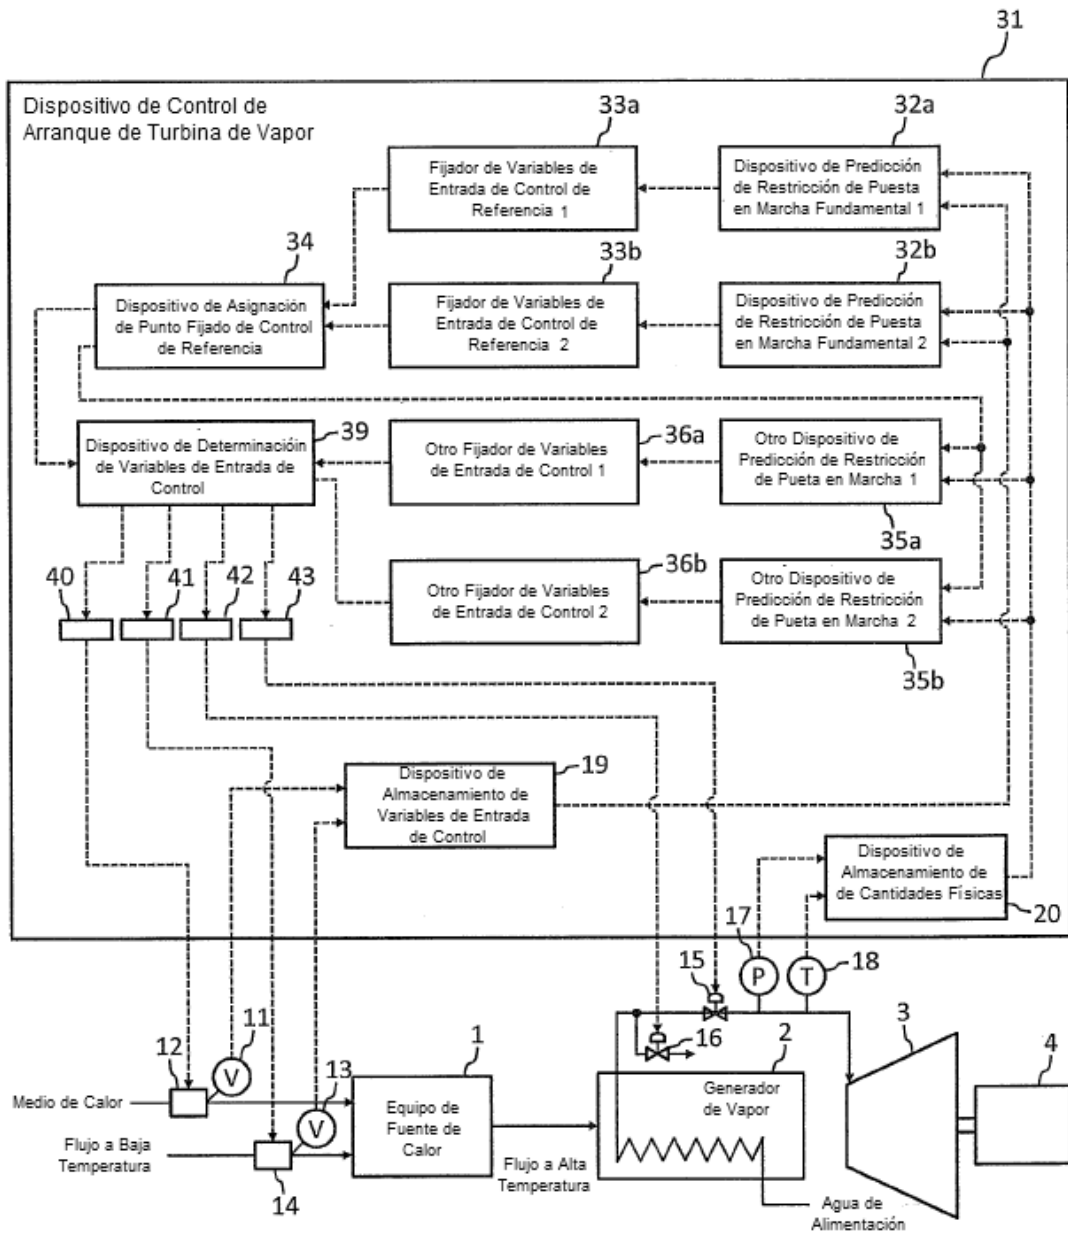 31
Dispositivo de Control de
Arranque de Turbina de Vapor
33a
32a
Fijador de Variables de
Entrada de Control de
Referencia 1
Dispositivo de Predicción
de Restricción de Puesta
en Marcha Fundamental 1
34
33b
32b
Dispositivo de Asignación
de Punto Fijado de Control
de Referencia
Fijador de Variables de
Entrada de Control de
Referencia 2
Dispositivo de Predicción
de Restricción de Puesta
en Marcha Fundamental 2
39
Dispositivo de Determinacióin
de Variables de Entrada de
Control
36a
Otro Fijador de Variables
de Entrada de Control 1
Otro Dispositivo de
Predicción de Restricción
de Pueta en Marcha 1
35a
40
41
42
43
36b
Otro Fijador de Variables
de Entrada de Control 2
Otro Dispositivo de
Predicción de Restricción
de Pueta en Marcha 2
35b
19
Dispositivo de
Almacenamiento de
Variables de Entrada
de Control
Dispositivo de
Almacenamiento de
de Cantidades Físicas
20
17
P
T
18
15
16
11
12
V
13
V
14
1
2
3
4
Medio de Calor
Flujo a Baja
Temperatura
Equipo de
Fuente de
Calor
Flujo a Alta
Temperatura
Generador
de Vapor
Agua de
Alimentación